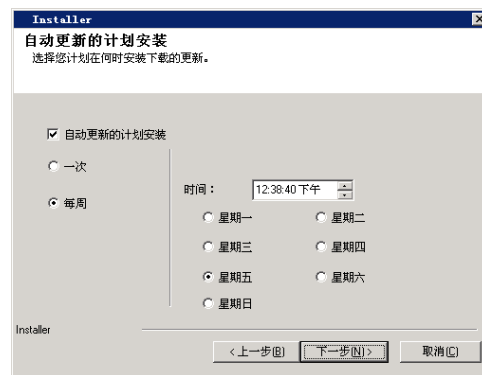 Installer
自动更新的计划安装
选择您计划在何时安装下载的更新。
自动更新的计划安装
一次
每周
时间： 12:38:40 下午
星期一 星期二
星期三 星期四
星期五 星期六
星期日
Installer
<上一步(B) 下一步(N)> 取消(C)